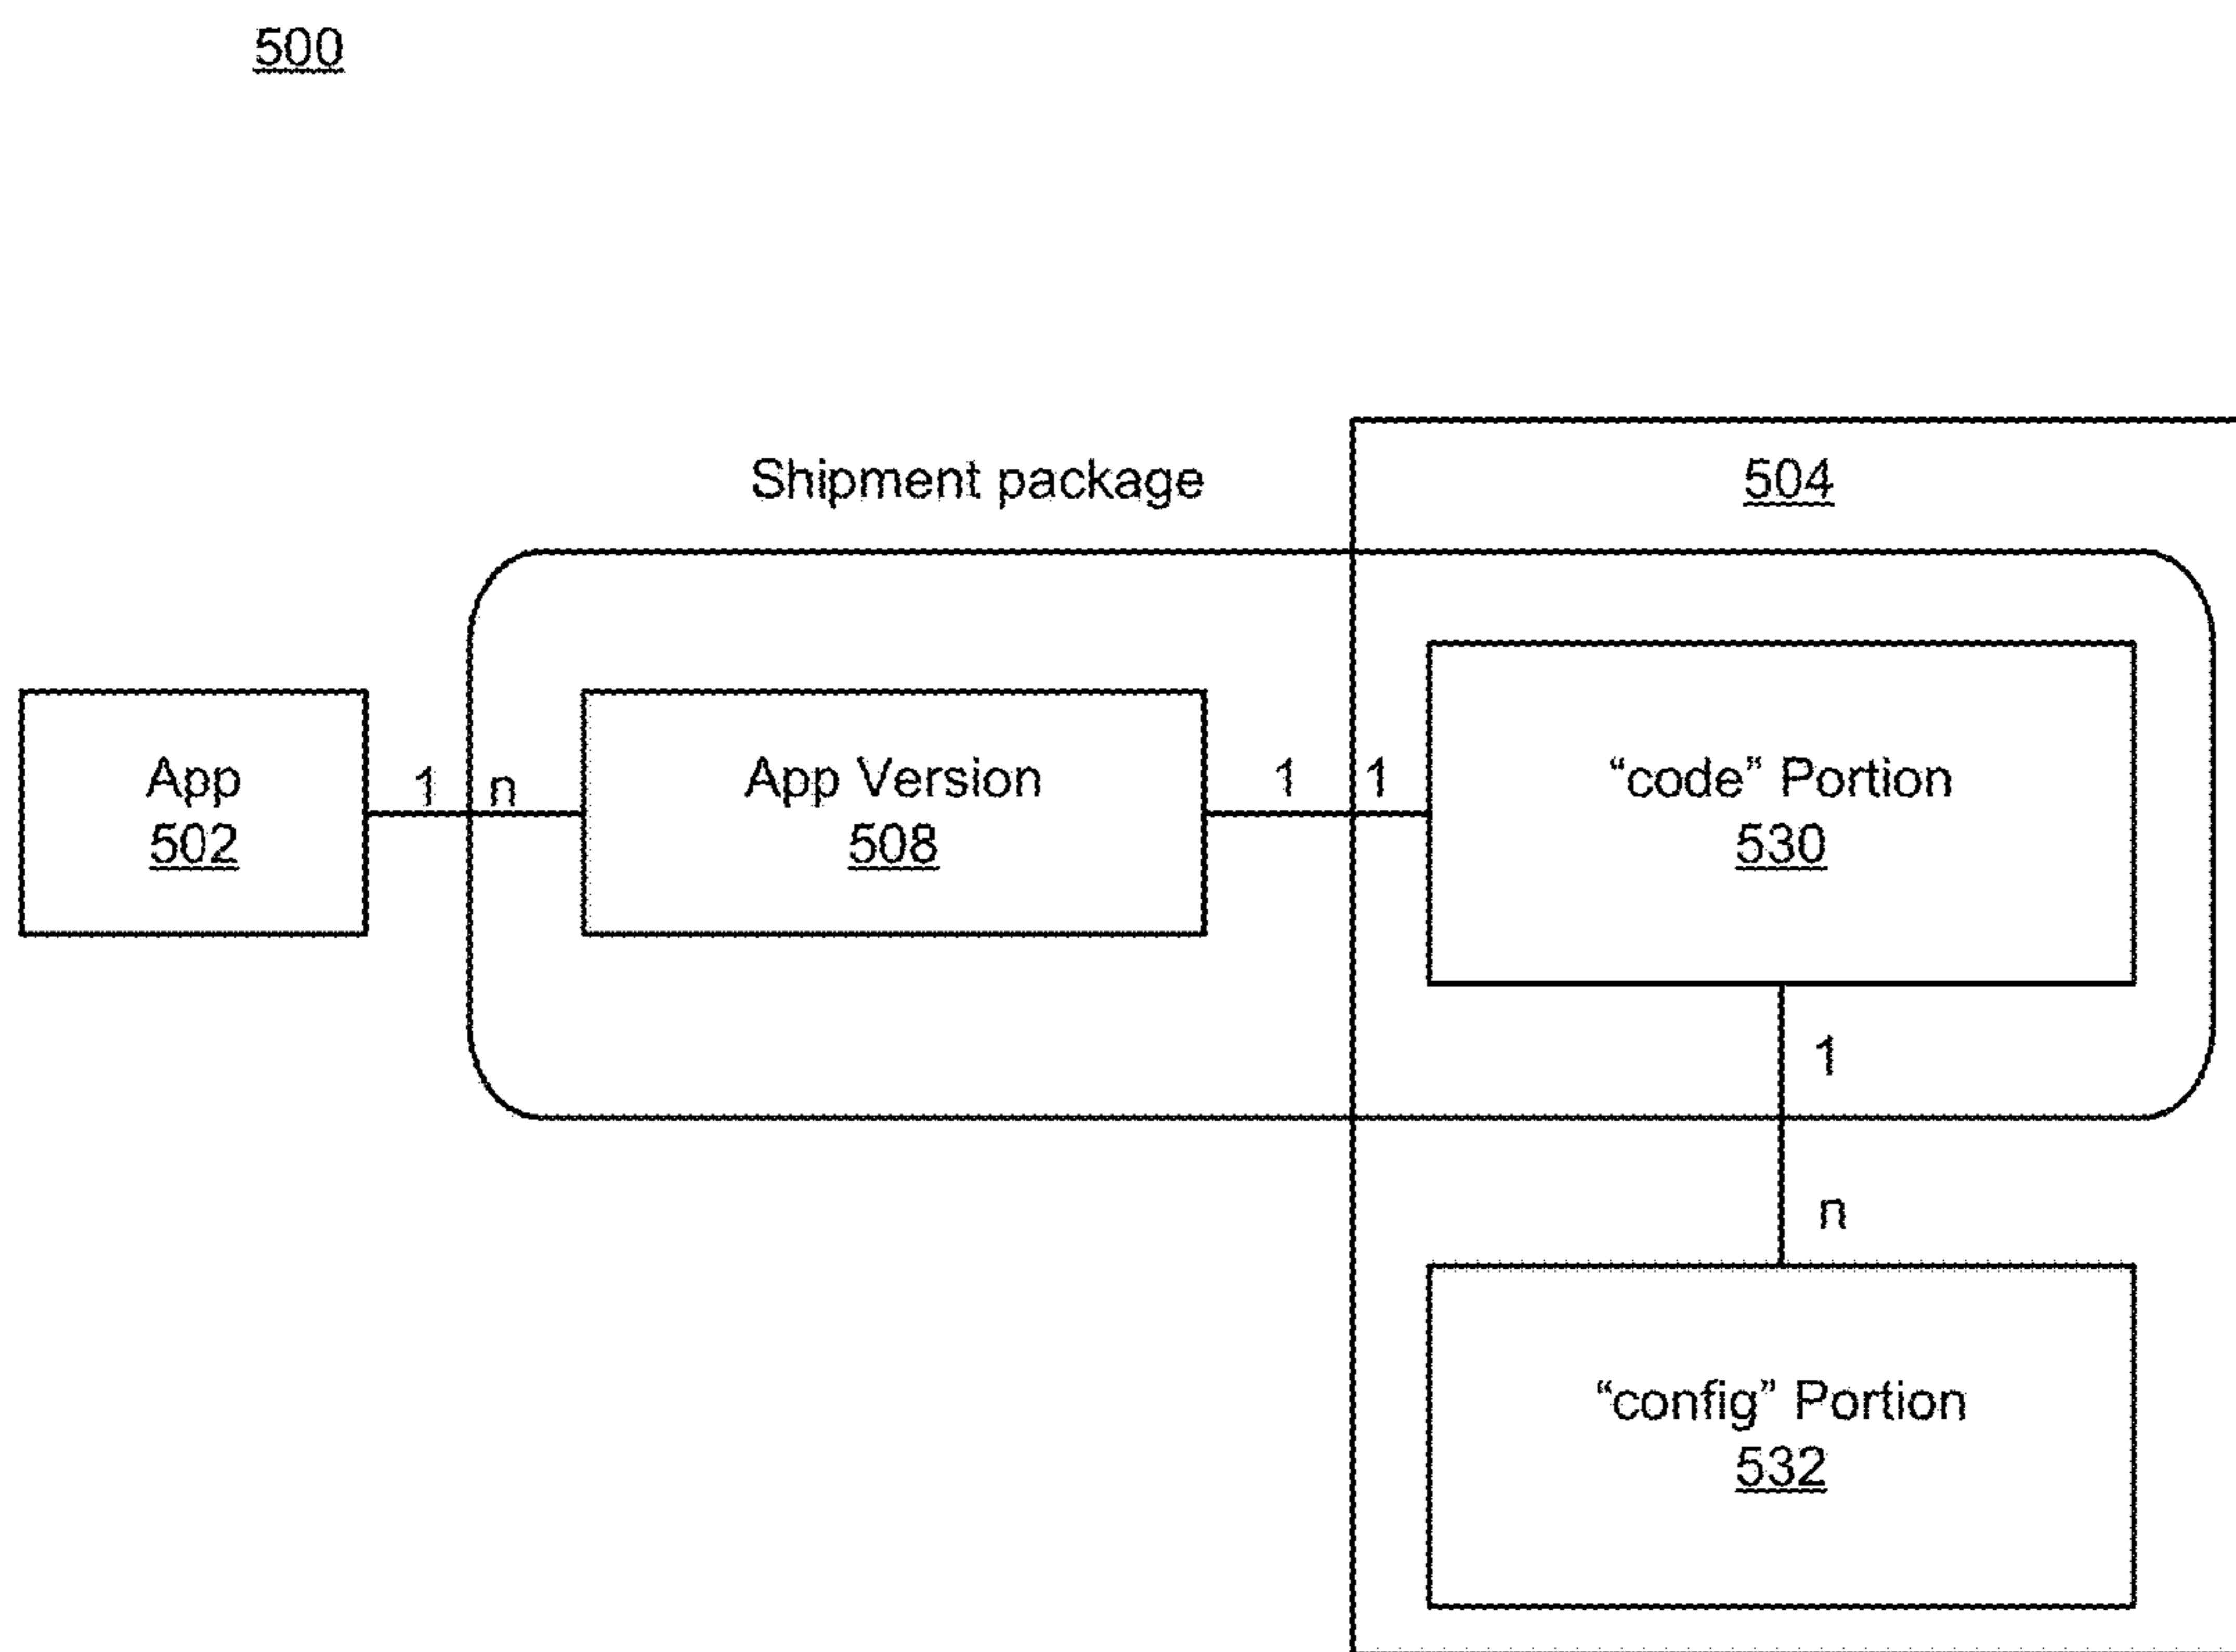 500
Shipment package
504
App
502
1
n
App Version
508
1
1
“code” Portion
530
1
n
“config” Portion
532